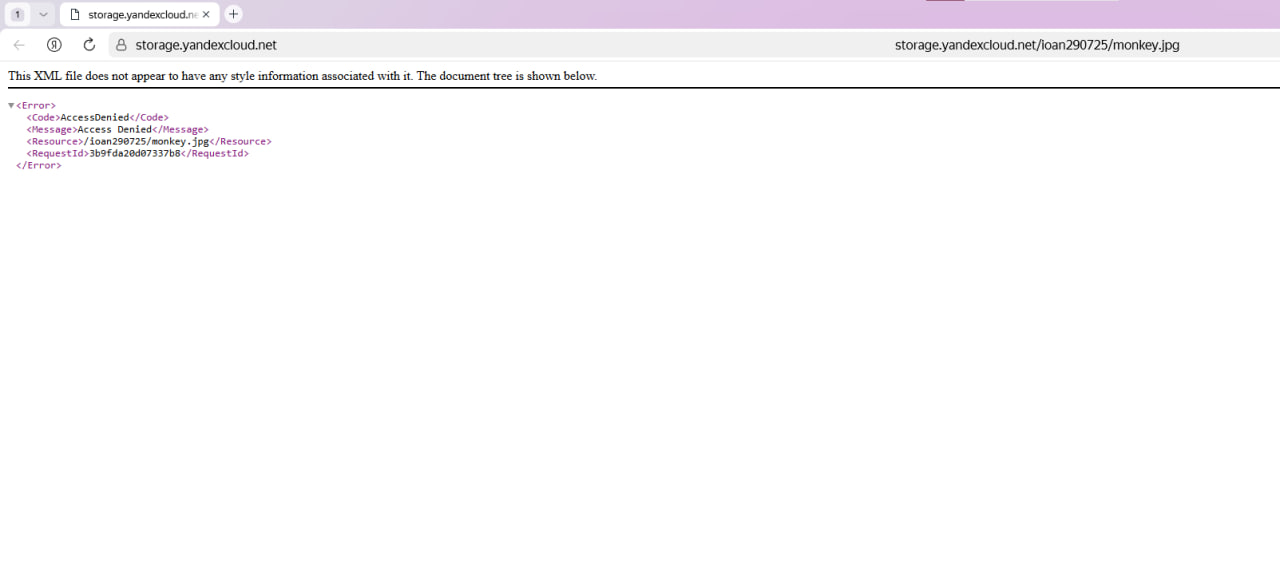 1
storage.yandexcloud.ne
Я
storage.yandexcloud.net
storage.yandexcloud.net/ioan290725/monkey.jpg
This XML file does not appear to have any style information associated with it. The document tree is shown below.
<Error>
<Code>AccessDenied</Code>
<Message>Access Denied</Message>
<Resource>/ioan290725/monkey.jpg</Resource>
<RequestId>3b9fda20d07337b8</RequestId>
</Error>